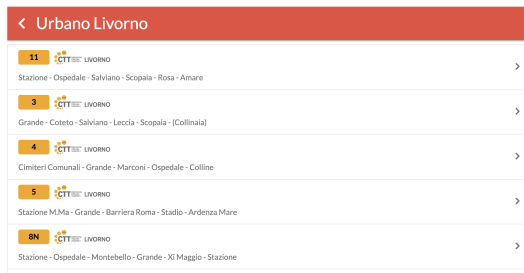 Urbano Livorno
11 CTT LIVORNO
Stazione - Ospedale - Salviano - Scopaia - Rosa - Amare
3 CTT LIVORNO
Grande - Coteto - Salviano - Leccia - Scopaia - (Collinaia)
4 CTT LIVORNO
Cimiteri Comunali - Grande - Marconi - Ospedale - Colline
5 CTT LIVORNO
Stazione M.Ma - Grande - Barriera Roma - Stadio - Ardenza Mare
8N CTT LIVORNO
Stazione - Ospedale - Montebello - Grande - Xi Maggio - Stazione